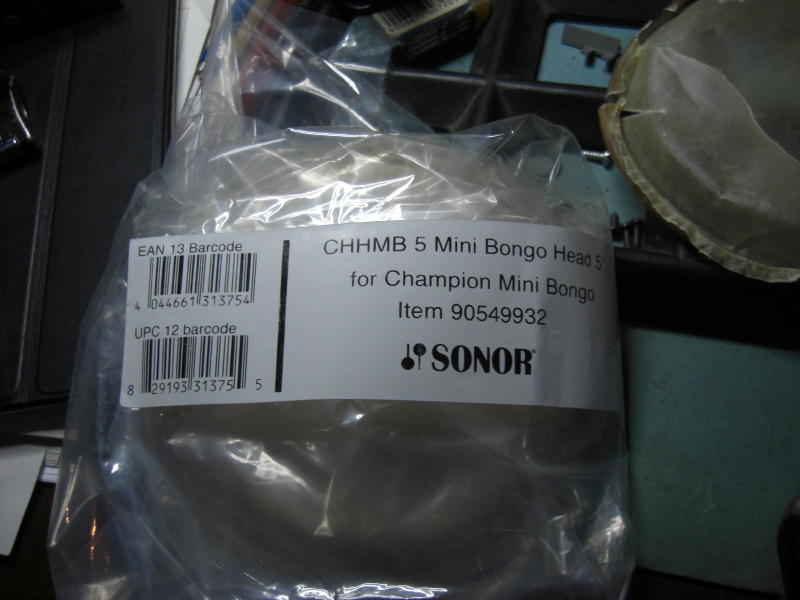 EAN 13 Barcode
4 044661 313754
UPC 12 barcode
8 29193 31375 5
CHHMB 5 Mini Bongo Head 5"
for Champion Mini Bongo
Item 90549932
SONOR®